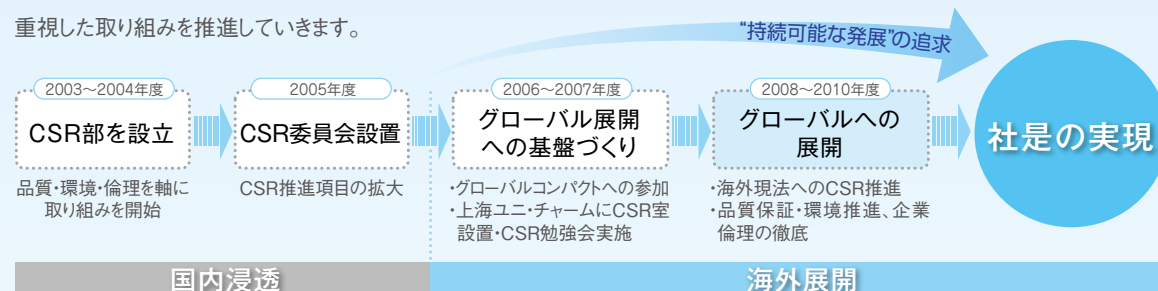 重視した取り組みを推進していきます。
“持続可能な発展”の追求
2003～2004年度
CSR部を設立
品質・環境・倫理を軸に
取り組みを開始
2005年度
CSR委員会設置
CSR推進項目の拡大
2006～2007年度
グローバル展開
への基盤づくり
・グローバルコンパクトへの参加
・上海ユニ・チャームにCSR室
設置・CSR勉強会実施
2008～2010年度
グローバルへの
展開
・海外現法へのCSR推進
・品質保証・環境推進、企業
倫理の徹底
社是の実現
国内浸透
海外展開